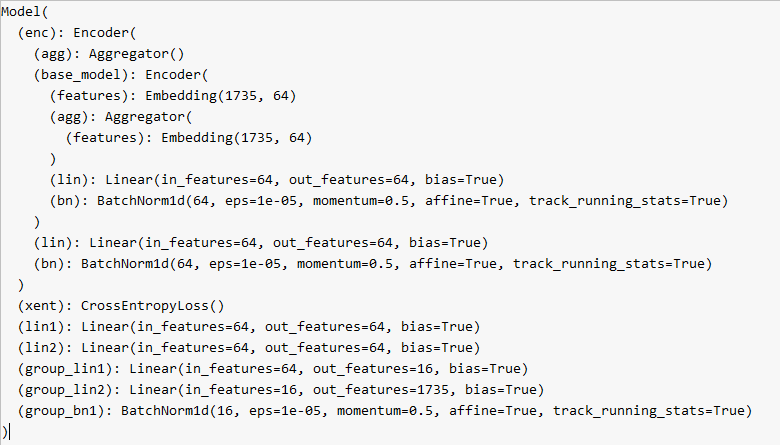 Model(
  (enc): Encoder(
    (agg): Aggregator()
    (base_model): Encoder(
      (features): Embedding(1735, 64)
      (agg): Aggregator(
        (features): Embedding(1735, 64)
      )
      (lin): Linear(in_features=64, out_features=64, bias=True)
      (bn): BatchNorm1d(64, eps=1e-05, momentum=0.5, affine=True, track_running_stats=True)
    )
    (lin): Linear(in_features=64, out_features=64, bias=True)
    (bn): BatchNorm1d(64, eps=1e-05, momentum=0.5, affine=True, track_running_stats=True)
  )
  (xent): CrossEntropyLoss()
  (lin1): Linear(in_features=64, out_features=64, bias=True)
  (lin2): Linear(in_features=64, out_features=64, bias=True)
  (group_lin1): Linear(in_features=64, out_features=16, bias=True)
  (group_lin2): Linear(in_features=16, out_features=1735, bias=True)
  (group_bn1): BatchNorm1d(16, eps=1e-05, momentum=0.5, affine=True, track_running_stats=True)
)